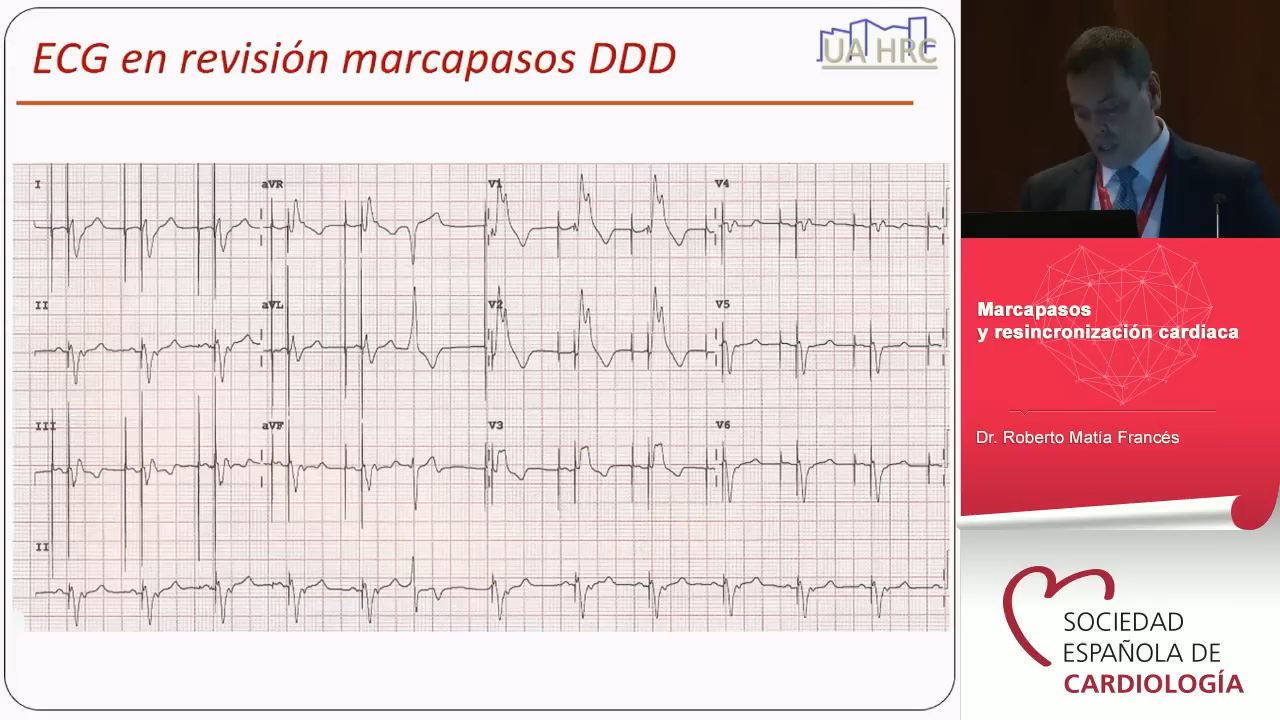 ECG en revisión marcapasos DDD
UA HRC
I
aVR
V1
V4
II
aVL
V2
V5
III
aVF
V3
V6
II
Marcapasos
y resincronización cardiaca
Dr. Roberto Matía Francés
SOCIEDAD
ESPAÑOLA DE
CARDIOLOGÍA